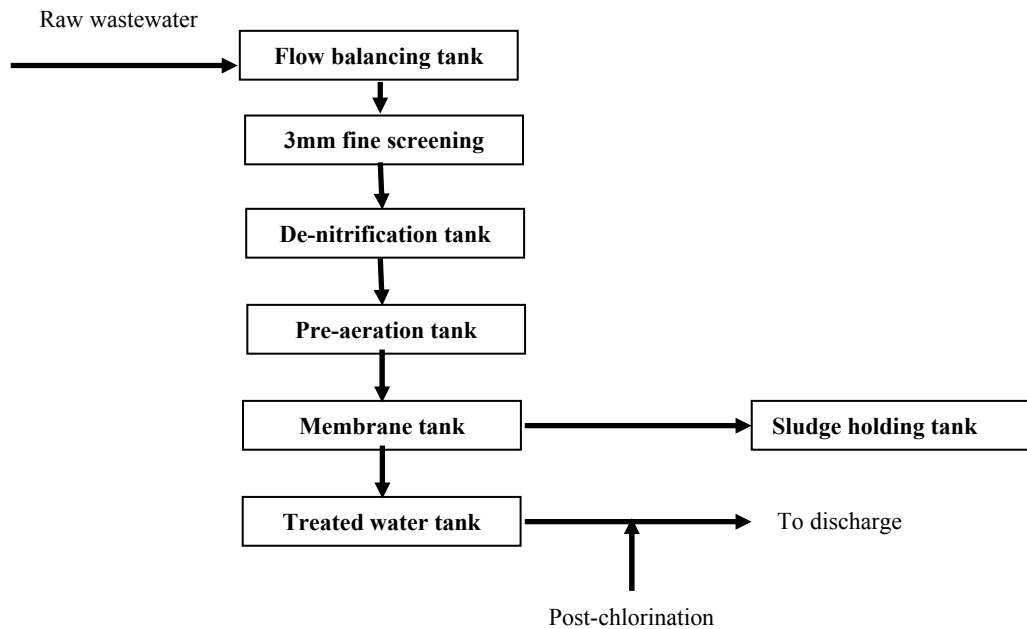 Raw wastewater
Flow balancing tank
3mm fine screening
De-nitrification tank
Pre-aeration tank
Membrane tank
Sludge holding tank
Treated water tank
To discharge
Post-chlorination